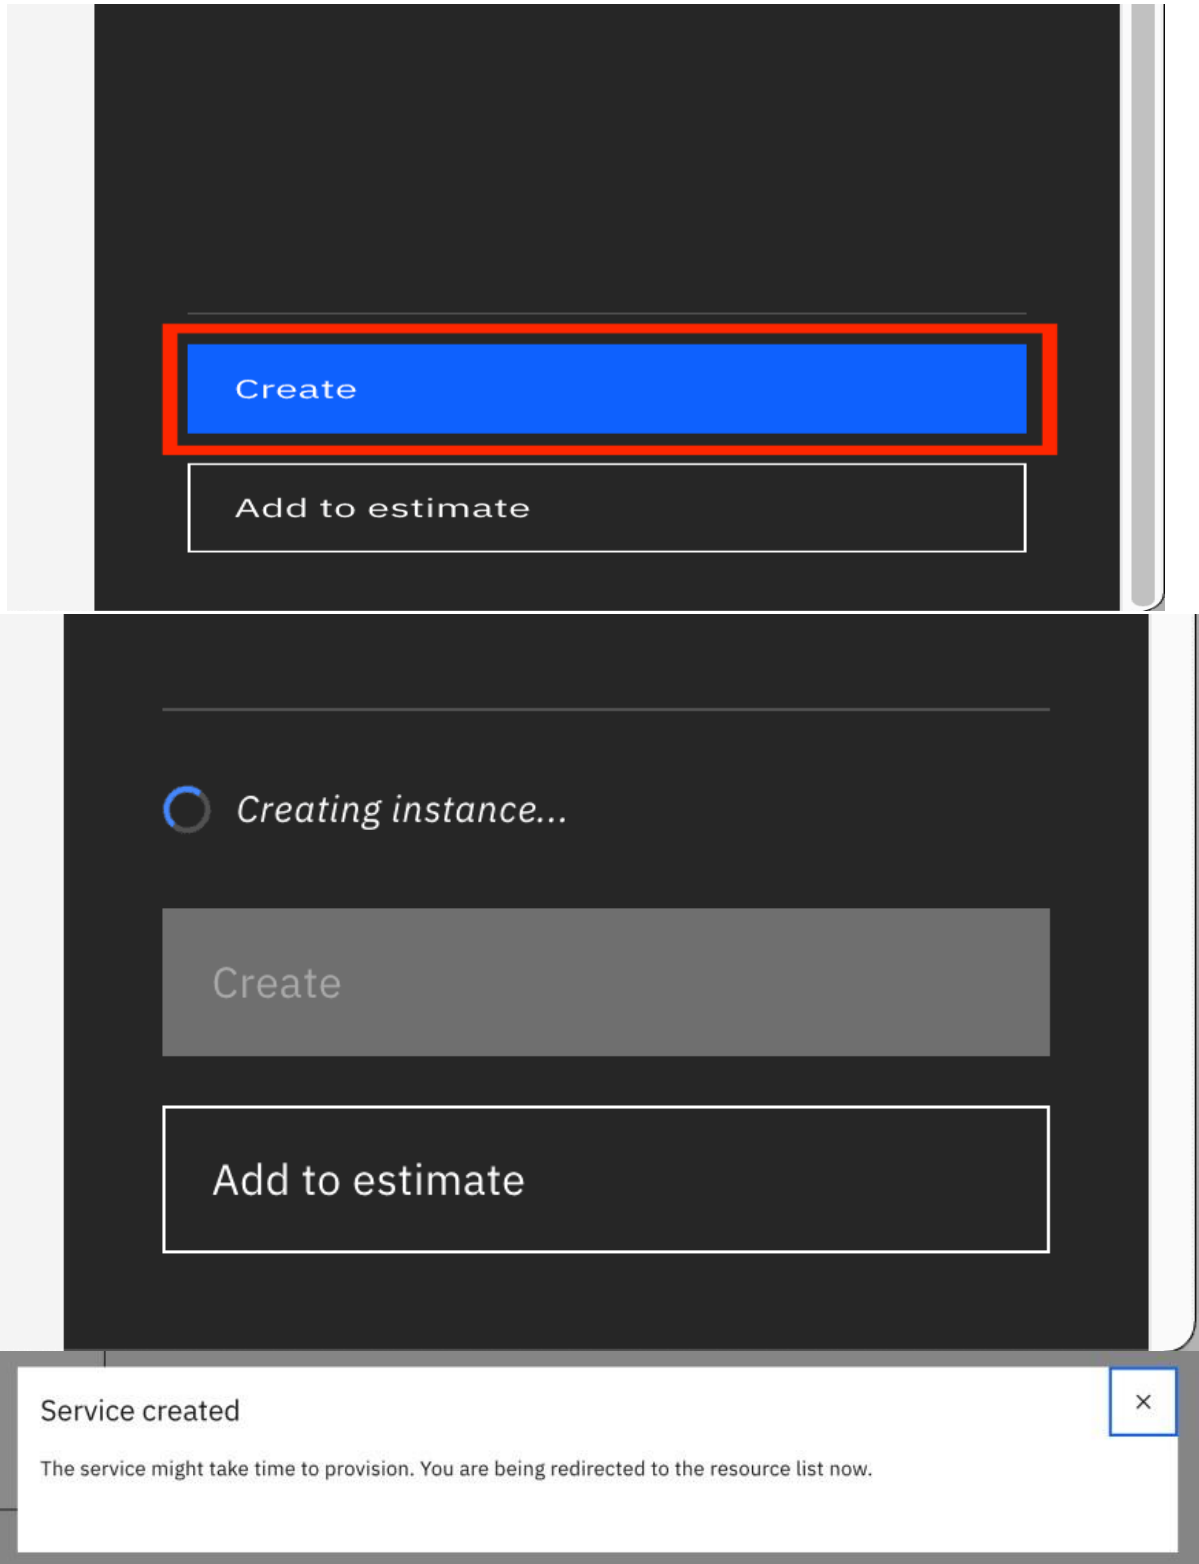 Create
Add to estimate
Creating instance...
Create
Add to estimate
Service created
The service might take time to provision. You are being redirected to the resource list now.